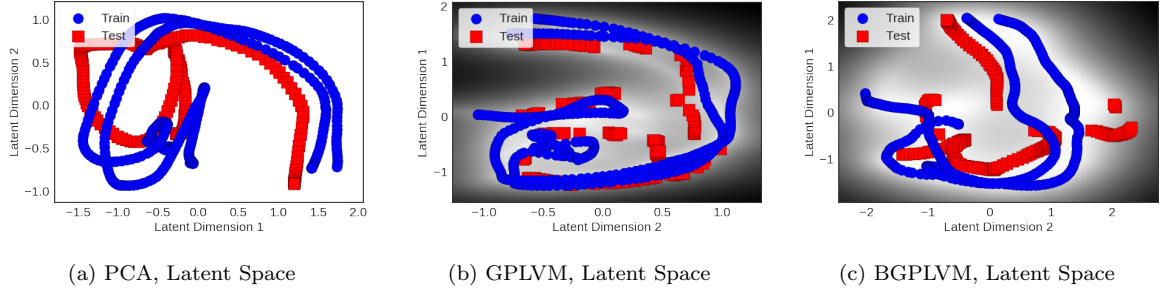 Train
Test
1.0
0.5
0.0
−0.5
−1.0
Latent Dimension 2
−1.5 −1.0 −0.5 0.0 0.5 1.0 1.5 2.0
Latent Dimension 1
(a) PCA, Latent Space
Train
Test
2
1
0
−1
Latent Dimension 1
−1.0 −0.5 0.0 0.5 1.0
Latent Dimension 2
(b) GPLVM, Latent Space
Train
Test
2
1
0
−1
Latent Dimension 1
−2 −1 0 1 2
Latent Dimension 2
(c) BGPLVM, Latent Space